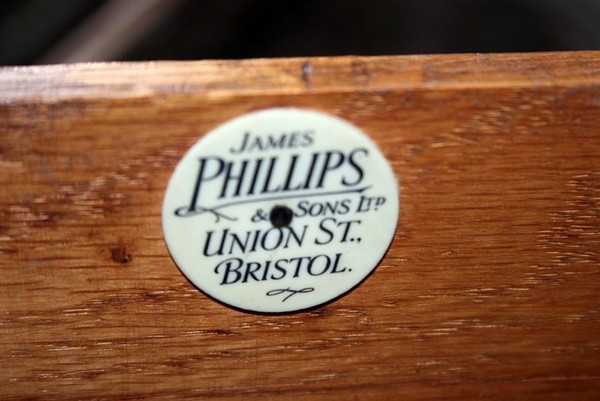 JAMES
PHILLIPS
& SONS LTD
UNION ST.,
BRISTOL.